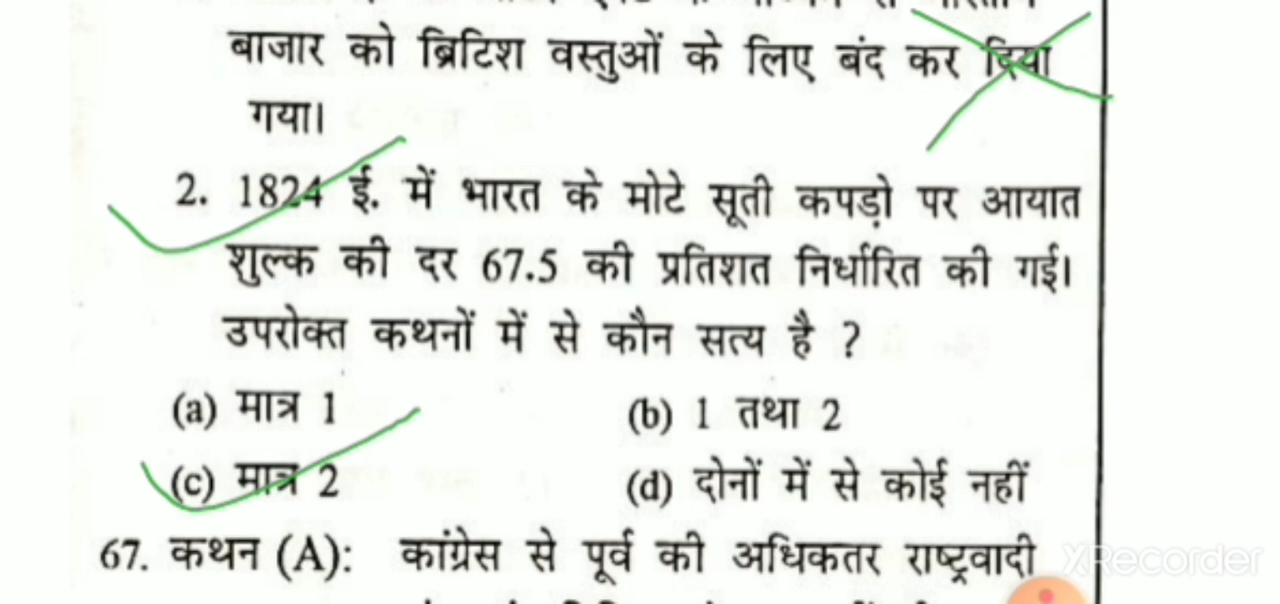 बाजार को ब्रिटिश वस्तुओं के लिए बंद कर दिया
गया।
2. 1824 ई. में भारत के मोटे सूती कपड़ो पर आयात
शुल्क की दर 67.5 की प्रतिशत निर्धारित की गई।
उपरोक्त कथनों में से कौन सत्य है ?
(a) मात्र 1 (b) 1 तथा 2
(c) मात्र 2 (d) दोनों में से कोई नहीं
67. कथन (A): कांग्रेस से पूर्व की अधिकतर राष्ट्रवादी
XRecorder